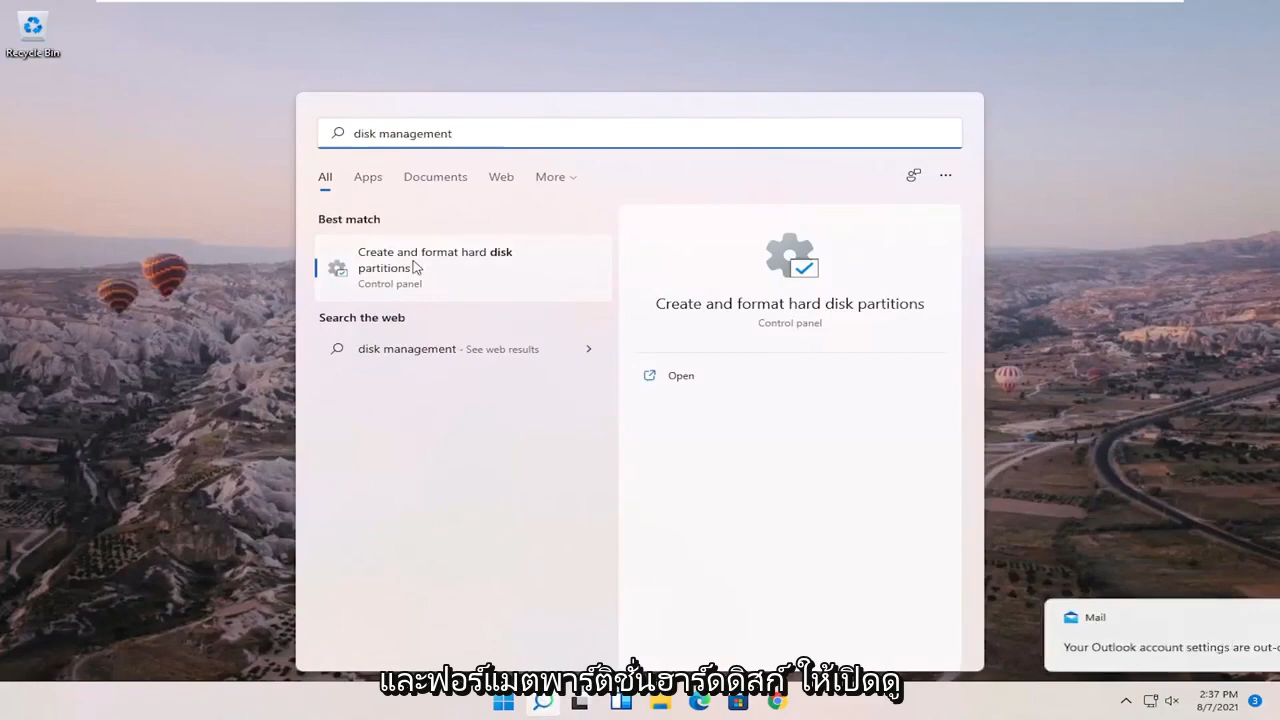 Recycle Bin
disk management
All Apps Documents Web More
Best match
Create and format hard disk
partitions
Control panel
Search the web
disk management - See web results
Create and format hard disk partitions
Control panel
Open
Mail
Your Outlook account settings are out-
และฟอร์แมตพาร์ติชั่นฮาร์ดดิสก์ ให้เปิดดู
2:37 PM
8/7/2021
3